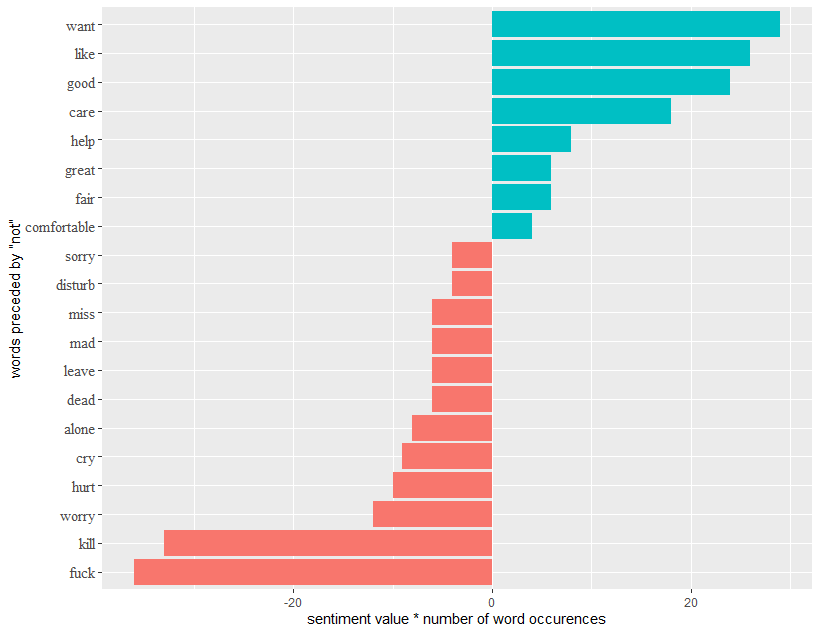 want
like
good
care
help
great
fair
comfortable
sorry
disturb
miss
mad
leave
dead
alone
cry
hurt
worry
kill
fuck
words preceded by "not"
-20 0 20
sentiment value * number of word occurences